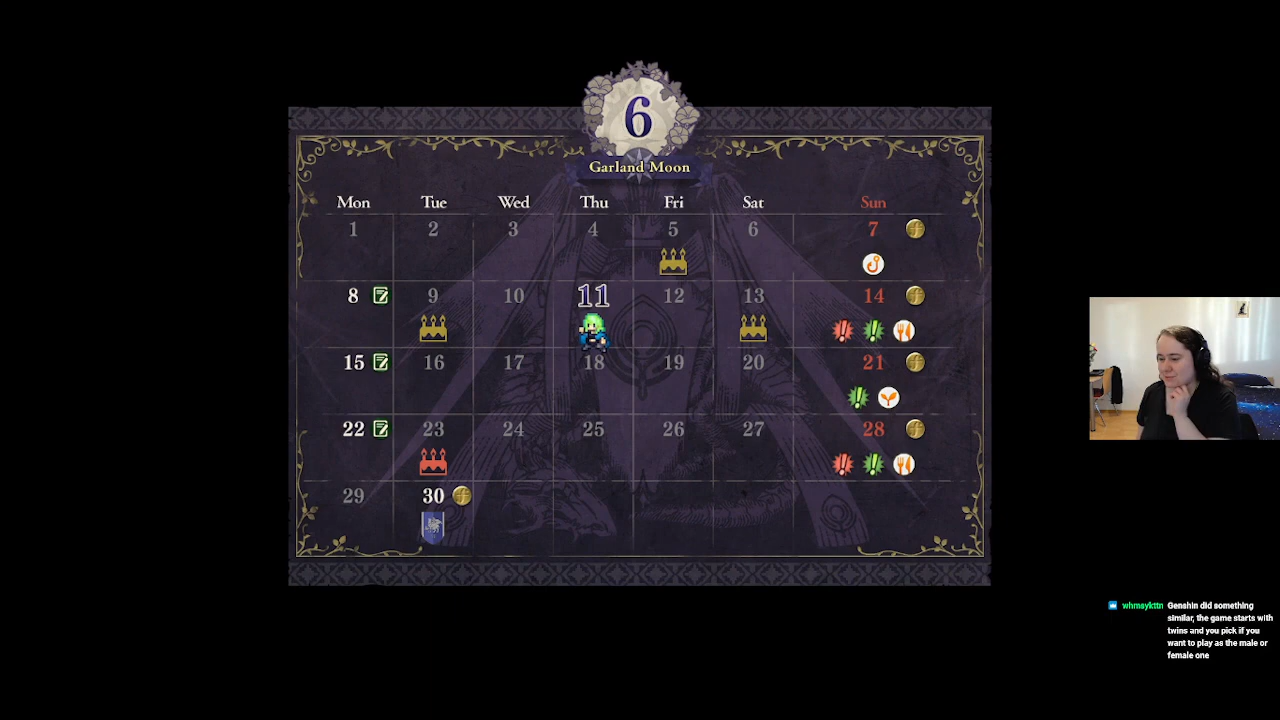 6
Garland Moon
Mon Tue Wed Thu Fri Sat Sun
1 2 3 4 5 6 7
8 9 10 11 12 13 14
15 16 17 18 19 20 21
22 23 24 25 26 27 28
29 30
whmsykttn Genshin did something
similar, the game starts with
twins and you pick if you
want to play as the male or
female one